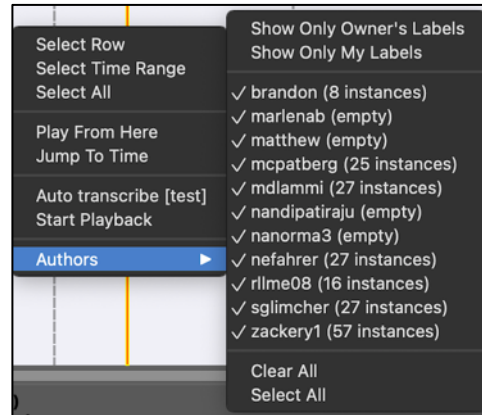 Select Row
Select Time Range
Select All
Play From Here
Jump To Time
Auto transcribe [test]
Start Playback
Authors
Show Only Owner's Labels
Show Only My Labels
✓ brandon (8 instances)
✓ marlenab (empty)
✓ matthew (empty)
✓ mcpatberg (25 instances)
✓ mdlammi (27 instances)
✓ nandipatiraju (empty)
✓ nanorma3 (empty)
✓ nefahrer (27 instances)
✓ rllme08 (16 instances)
✓ sglimcher (27 instances)
✓ zackery1 (57 instances)
Clear All
Select All